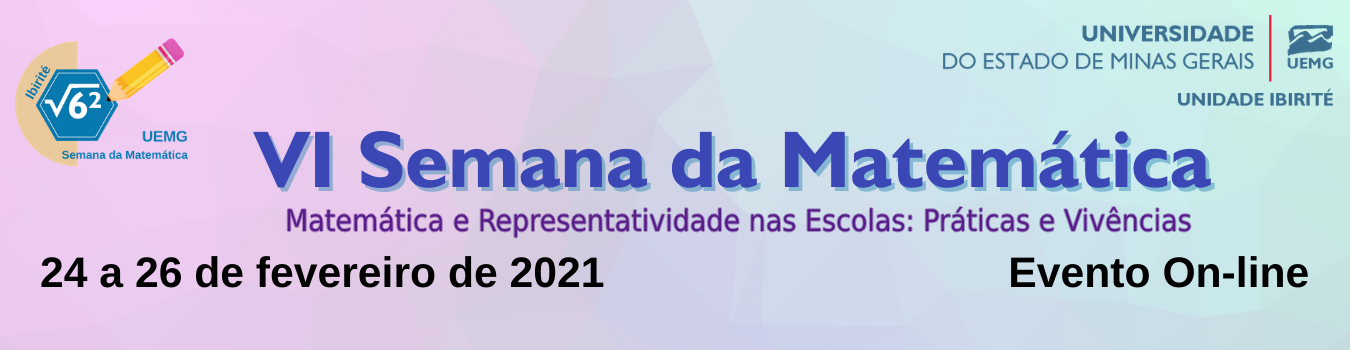 Ibirité
√6²
UEMG
Semana da Matemática
UNIVERSIDADE
DO ESTADO DE MINAS GERAIS
UEMG
UNIDADE IBIRITÉ
VI Semana da Matemática
Matemática e Representatividade nas Escolas: Práticas e Vivências
24 a 26 de fevereiro de 2021
Evento On-line